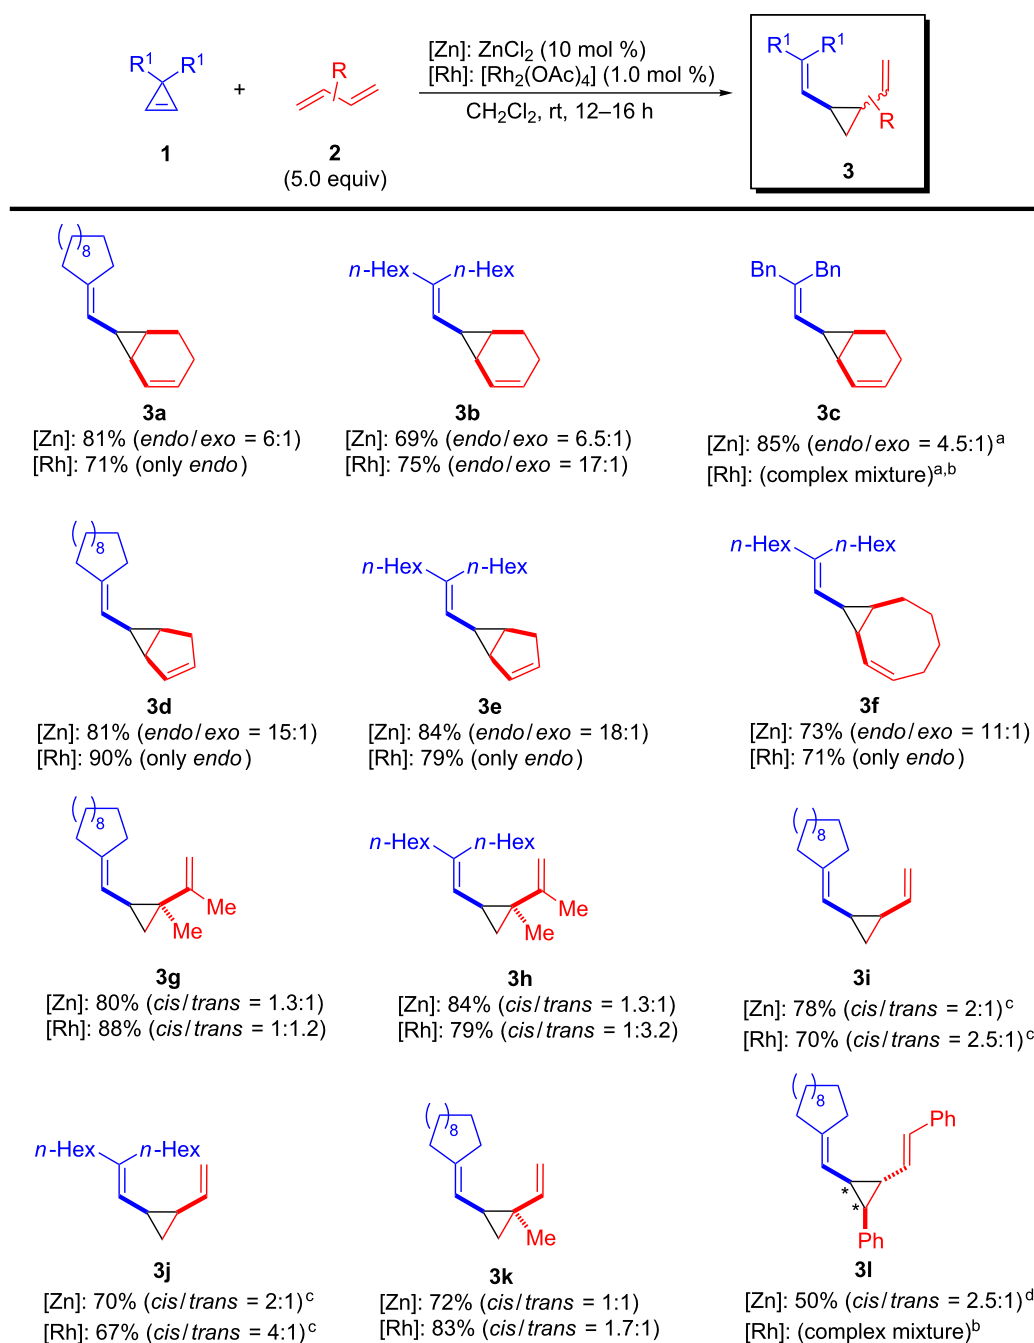 R¹ R¹
1
+
R
2
(5.0 equiv)
[Zn]: ZnCl₂ (10 mol %)
[Rh]: [Rh₂(OAc)₄] (1.0 mol %)
CH₂Cl₂, rt, 12–16 h
R¹ R¹
R
3
( )₈
3a
[Zn]: 81% (endo/exo = 6:1)
[Rh]: 71% (only endo)
n-Hex n-Hex
3b
[Zn]: 69% (endo/exo = 6.5:1)
[Rh]: 75% (endo/exo = 17:1)
Bn Bn
3c
[Zn]: 85% (endo/exo = 4.5:1)ᵃ
[Rh]: (complex mixture)ᵃ,ᵇ
( )₈
3d
[Zn]: 81% (endo/exo = 15:1)
[Rh]: 90% (only endo)
n-Hex n-Hex
3e
[Zn]: 84% (endo/exo = 18:1)
[Rh]: 79% (only endo)
n-Hex n-Hex
3f
[Zn]: 73% (endo/exo = 11:1)
[Rh]: 71% (only endo)
( )₈
Me
Me
3g
[Zn]: 80% (cis/trans = 1.3:1)
[Rh]: 88% (cis/trans = 1:1.2)
n-Hex n-Hex
Me
Me
3h
[Zn]: 84% (cis/trans = 1.3:1)
[Rh]: 79% (cis/trans = 1:3.2)
( )₈
3i
[Zn]: 78% (cis/trans = 2:1)ᶜ
[Rh]: 70% (cis/trans = 2.5:1)ᶜ
n-Hex n-Hex
3j
[Zn]: 70% (cis/trans = 2:1)ᶜ
[Rh]: 67% (cis/trans = 4:1)ᶜ
( )₈
Me
3k
[Zn]: 72% (cis/trans = 1:1)
[Rh]: 83% (cis/trans = 1.7:1)
( )₈
Ph
*
*
Ph
3l
[Zn]: 50% (cis/trans = 2.5:1)ᵈ
[Rh]: (complex mixture)ᵇ